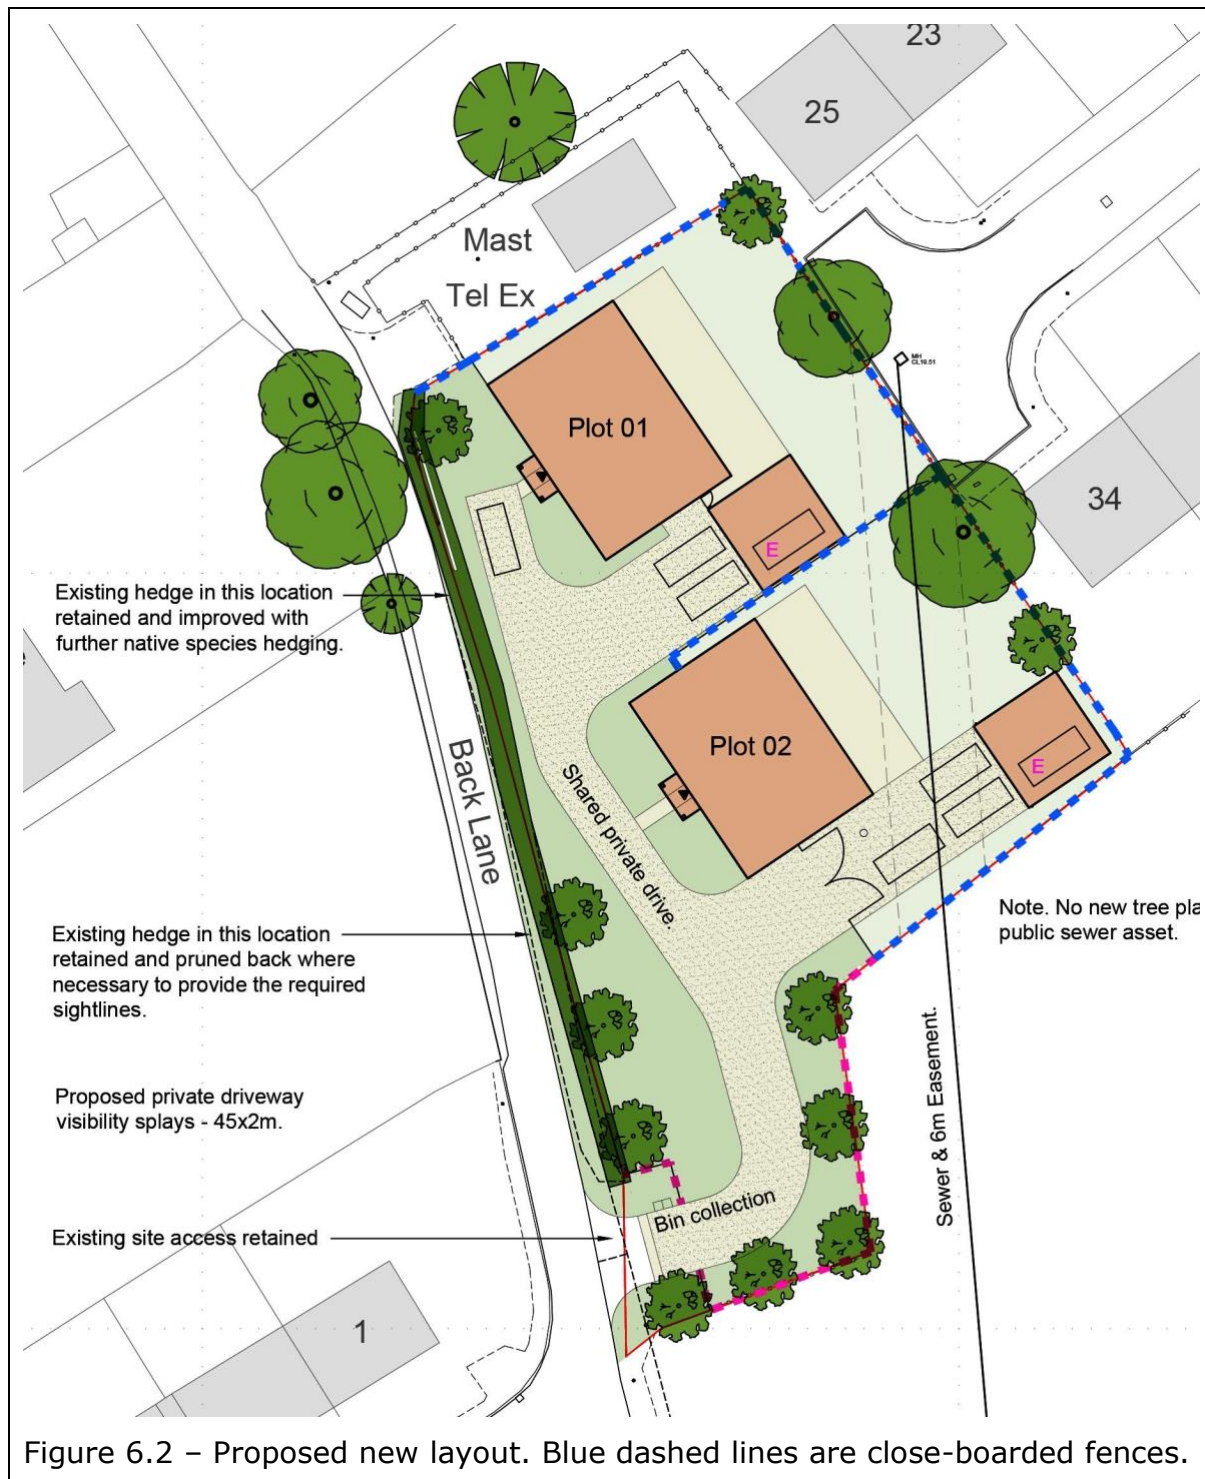 23
25
Mast
Tel Ex
Plot 01
MH
CL19.51
34
E
Existing hedge in this location
retained and improved with
further native species hedging.
Plot 02
E
Back Lane
Shared private drive.
Note. No new tree pla
public sewer asset.
Existing hedge in this location
retained and pruned back where
necessary to provide the required
sightlines.
Sewer & 6m Easement.
Proposed private driveway
visibility splays - 45x2m.
Bin collection
Existing site access retained
1
Figure 6.2 – Proposed new layout. Blue dashed lines are close-boarded fences.